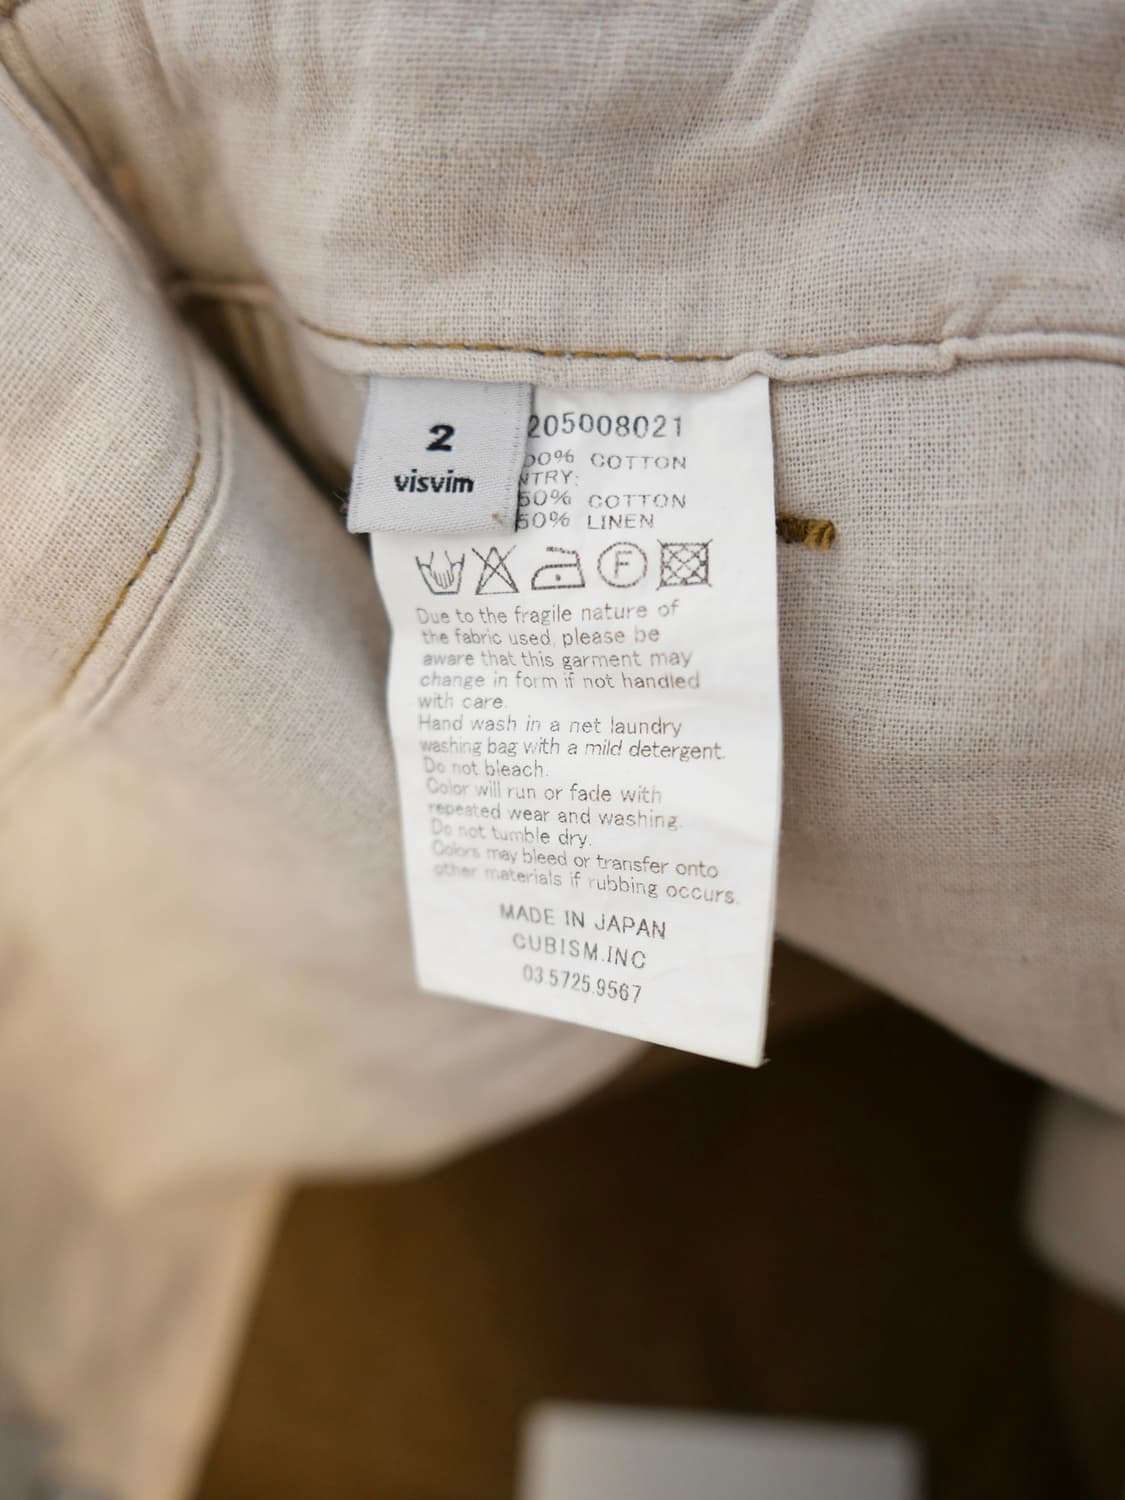 2
visvim
205008021
00% COTTON
NTRY:
50% COTTON
50% LINEN
F
Due to the fragile nature of
the fabric used, please be
aware that this garment may
change in form if not handled
with care.
Hand wash in a net laundry
washing bag with a mild detergent.
Do not bleach.
Color will run or fade with
repeated wear and washing.
Do not tumble dry.
Colors may bleed or transfer onto
other materials if rubbing occurs.
MADE IN JAPAN
CUBISM.INC
03.5725.9567